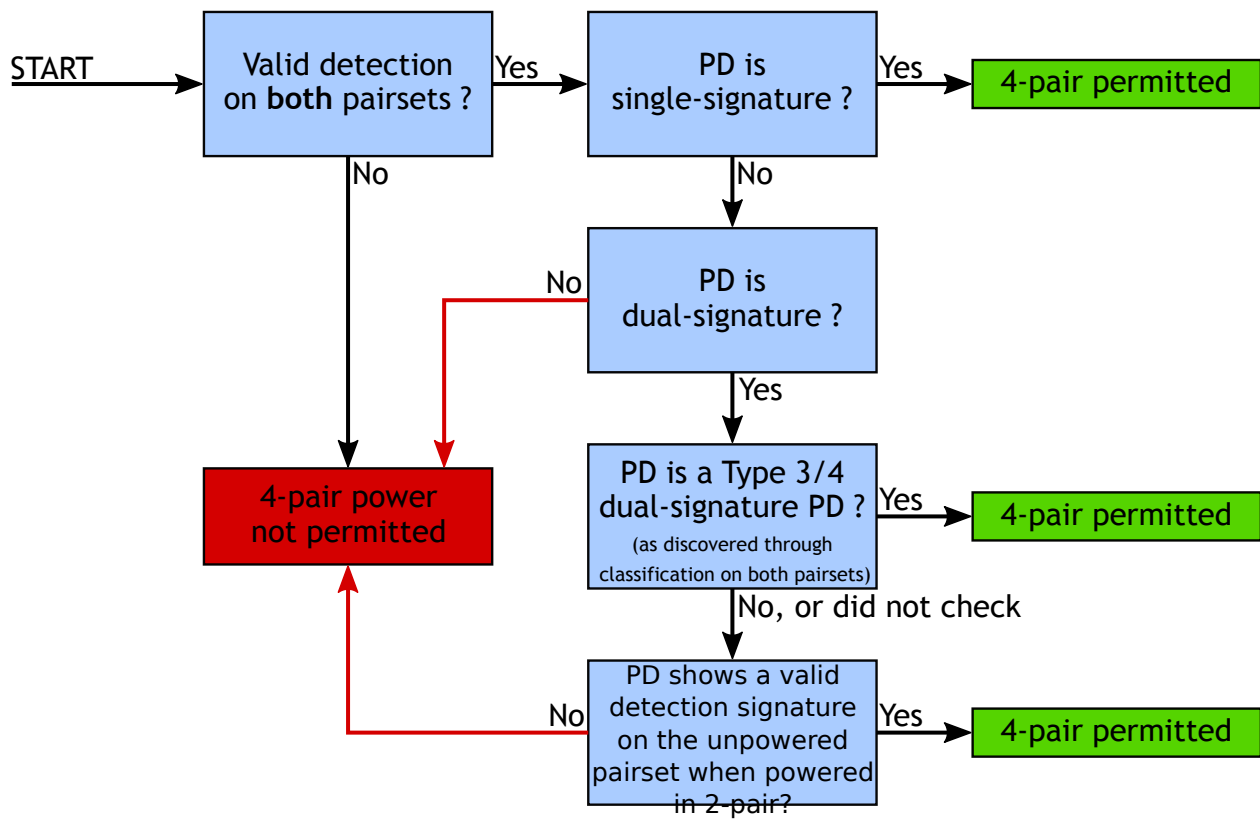 START
Valid detection
on both pairsets ?
Yes
PD is
single-signature ?
Yes
4-pair permitted
No
No
PD is
dual-signature ?
No
Yes
4-pair power
not permitted
PD is a Type 3/4
dual-signature PD ?
(as discovered through
classification on both pairsets)
Yes
4-pair permitted
No, or did not check
PD shows a valid
detection signature
on the unpowered
pairset when powered
in 2-pair?
No
Yes
4-pair permitted